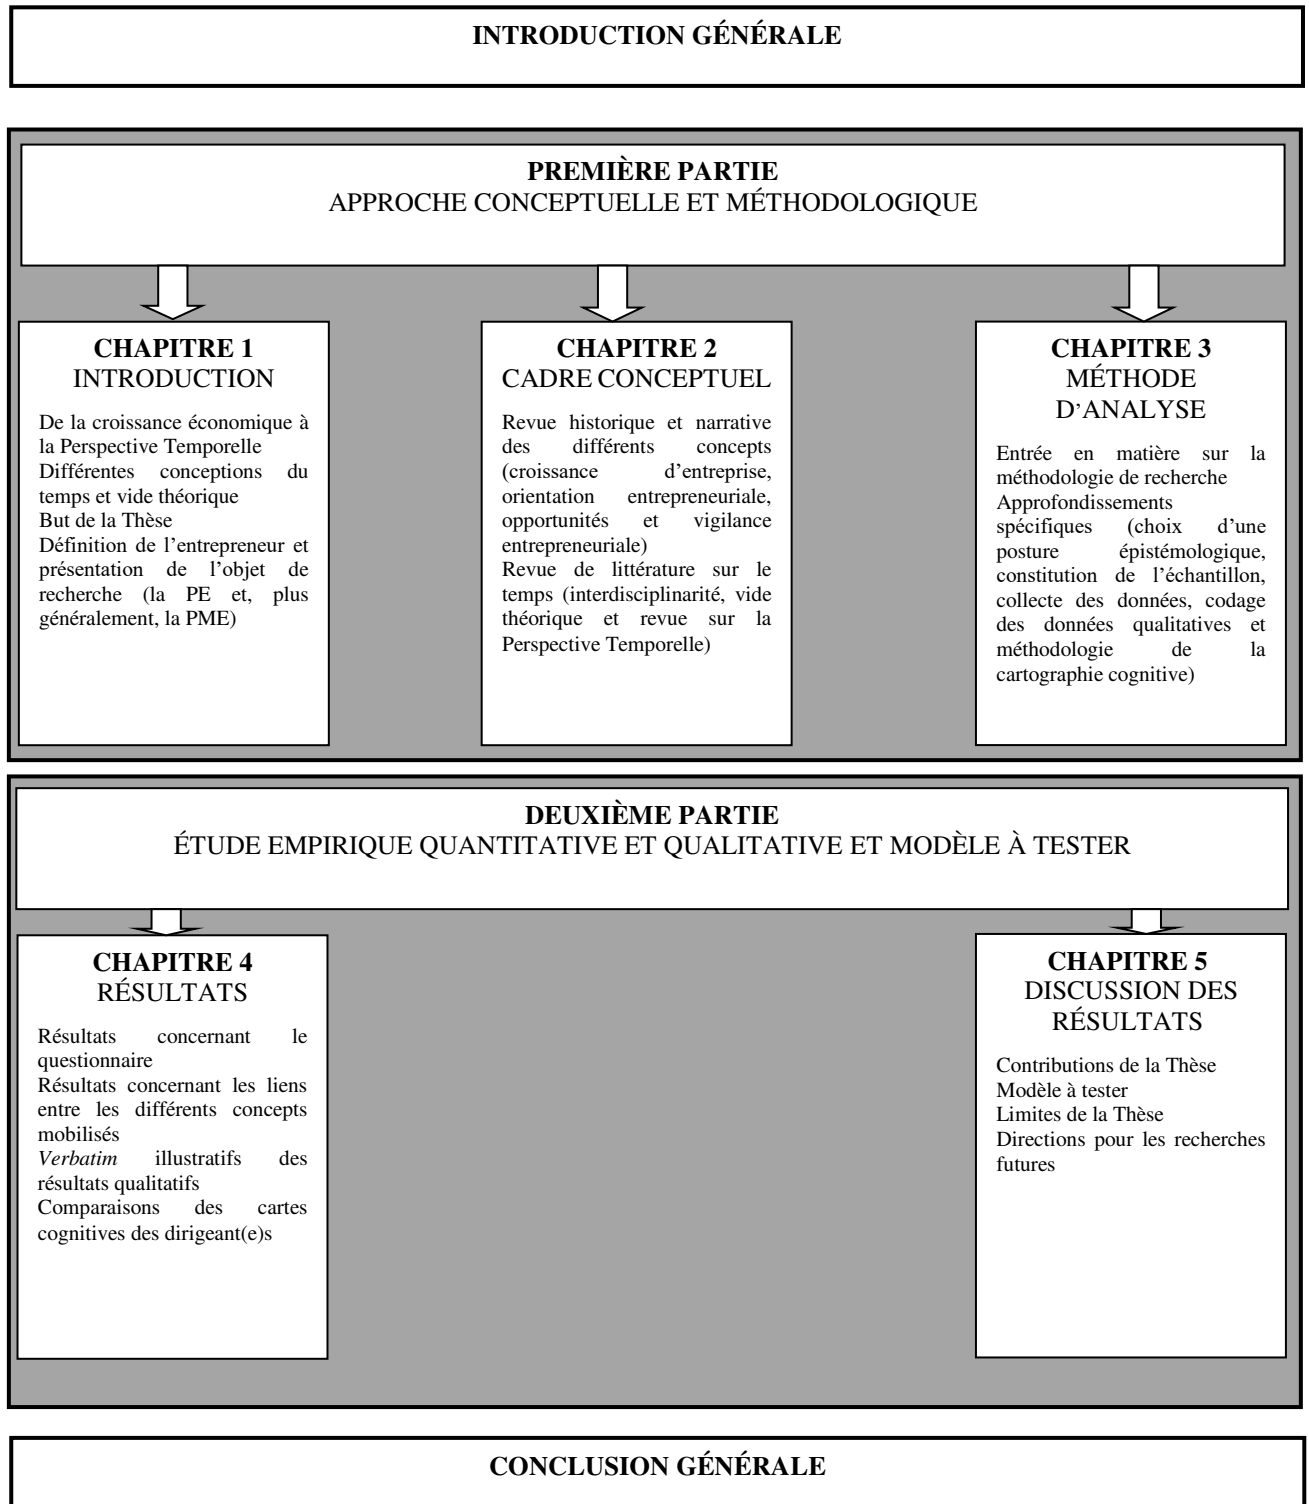 INTRODUCTION GÉNÉRALE
PREMIÈRE PARTIE
APPROCHE CONCEPTUELLE ET MÉTHODOLOGIQUE
CHAPITRE 1
INTRODUCTION
De la croissance économique à
la Perspective Temporelle
Différentes conceptions du
temps et vide théorique
But de la Thèse
Définition de l’entrepreneur et
présentation de l’objet de
recherche (la PE et, plus
généralement, la PME)
CHAPITRE 2
CADRE CONCEPTUEL
Revue historique et narrative
des différents concepts
(croissance d’entreprise,
orientation entrepreneuriale,
opportunités et vigilance
entrepreneuriale)
Revue de littérature sur le
temps (interdisciplinarité, vide
théorique et revue sur la
Perspective Temporelle)
CHAPITRE 3
MÉTHODE
D’ANALYSE
Entrée en matière sur la
méthodologie de recherche
Approfondissements
spécifiques (choix d’une
posture épistémologique,
constitution de l’échantillon,
collecte des données, codage
des données qualitatives et
méthodologie de la
cartographie cognitive)
DEUXIÈME PARTIE
ÉTUDE EMPIRIQUE QUANTITATIVE ET QUALITATIVE ET MODÈLE À TESTER
CHAPITRE 4
RÉSULTATS
Résultats concernant le
questionnaire
Résultats concernant les liens
entre les différents concepts
mobilisés
Verbatim illustratifs des
résultats qualitatifs
Comparaisons des cartes
cognitives des dirigeant(e)s
CHAPITRE 5
DISCUSSION DES
RÉSULTATS
Contributions de la Thèse
Modèle à tester
Limites de la Thèse
Directions pour les recherches
futures
CONCLUSION GÉNÉRALE